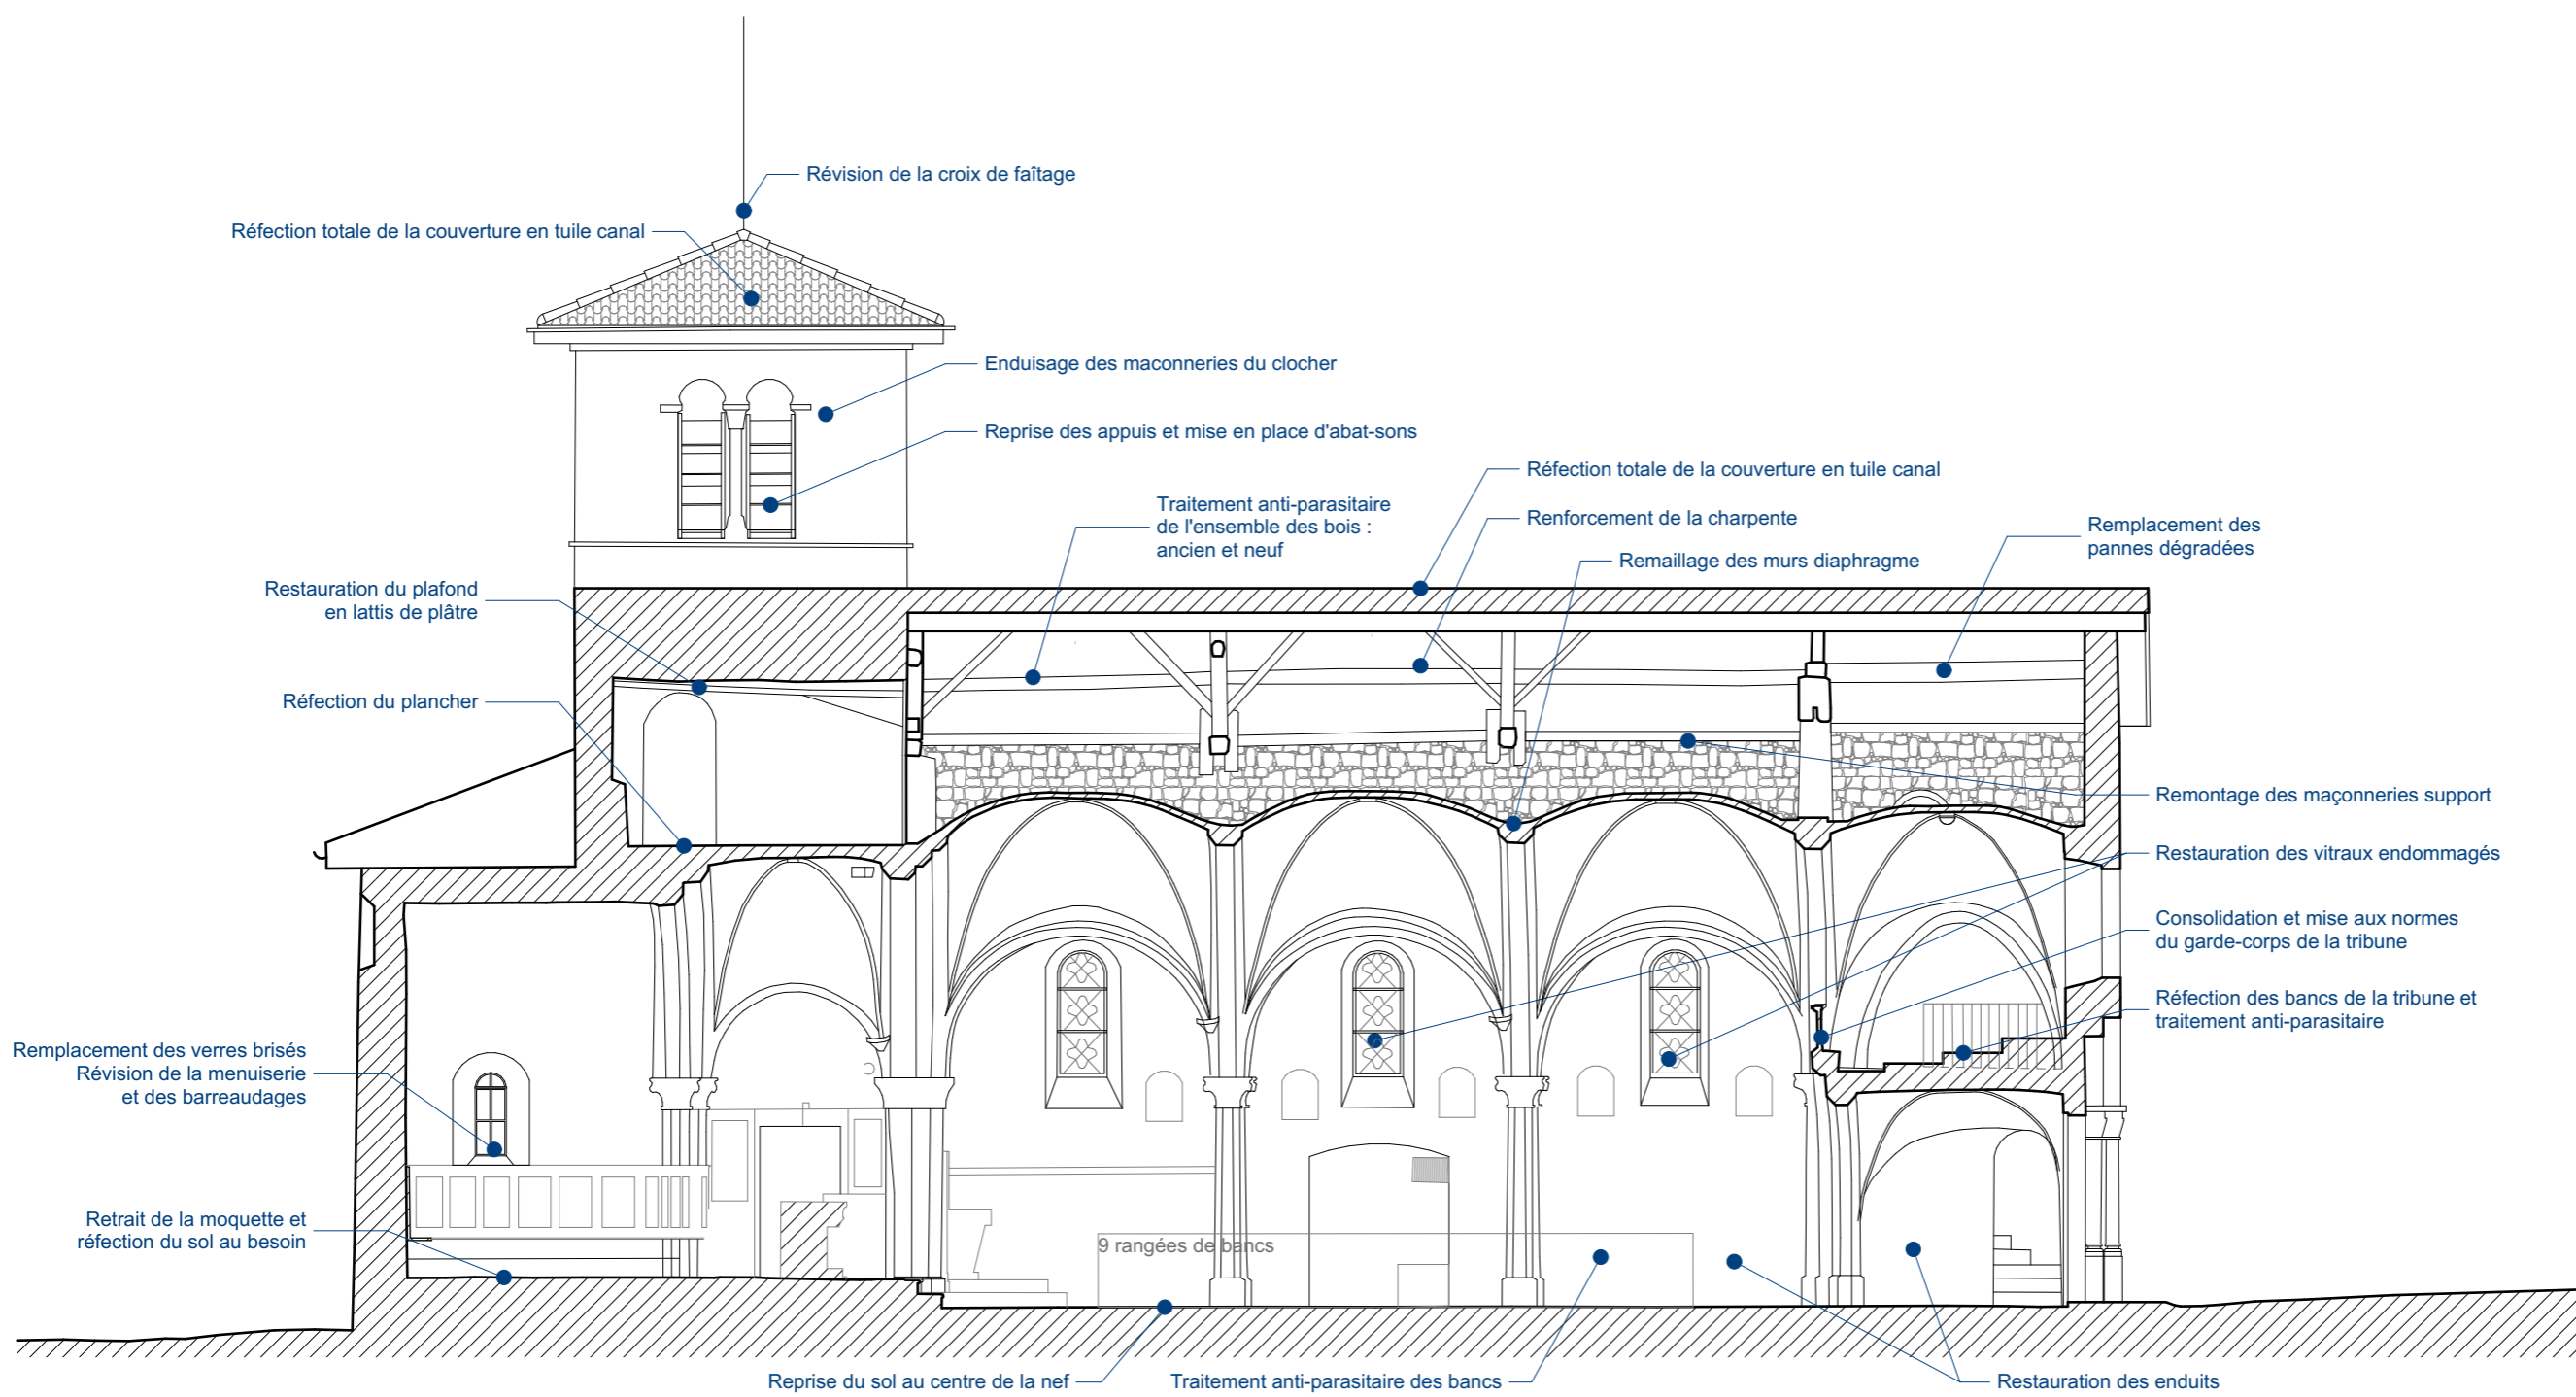 Révision de la croix de faîtage
Réfection totale de la couverture en tuile canal
Enduisage des maconneries du clocher
Reprise des appuis et mise en place d'abat-sons
Réfection totale de la couverture en tuile canal
Traitement anti-parasitaire
de l'ensemble des bois :
ancien et neuf
Renforcement de la charpente
Remplacement des
pannes dégradées
Remaillage des murs diaphragme
Restauration du plafond
en lattis de plâtre
Réfection du plancher
Remontage des maçonneries support
Restauration des vitraux endommagés
Consolidation et mise aux normes
du garde-corps de la tribune
Réfection des bancs de la tribune et
traitement anti-parasitaire
Remplacement des verres brisés
Révision de la menuiserie
et des barreaudages
Retrait de la moquette et
réfection du sol au besoin
9 rangées de bancs
Reprise du sol au centre de la nef
Traitement anti-parasitaire des bancs
Restauration des enduits